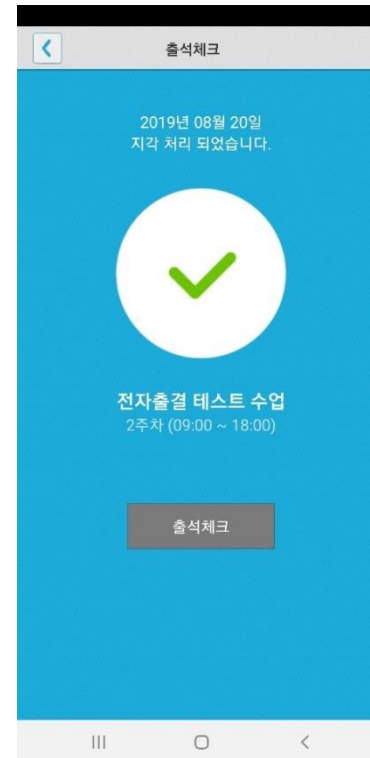 출석체크
2019년 08월 20일
지각 처리 되었습니다.
전자출결 테스트 수업
2주차 (09:00 ~ 18:00)
출석체크